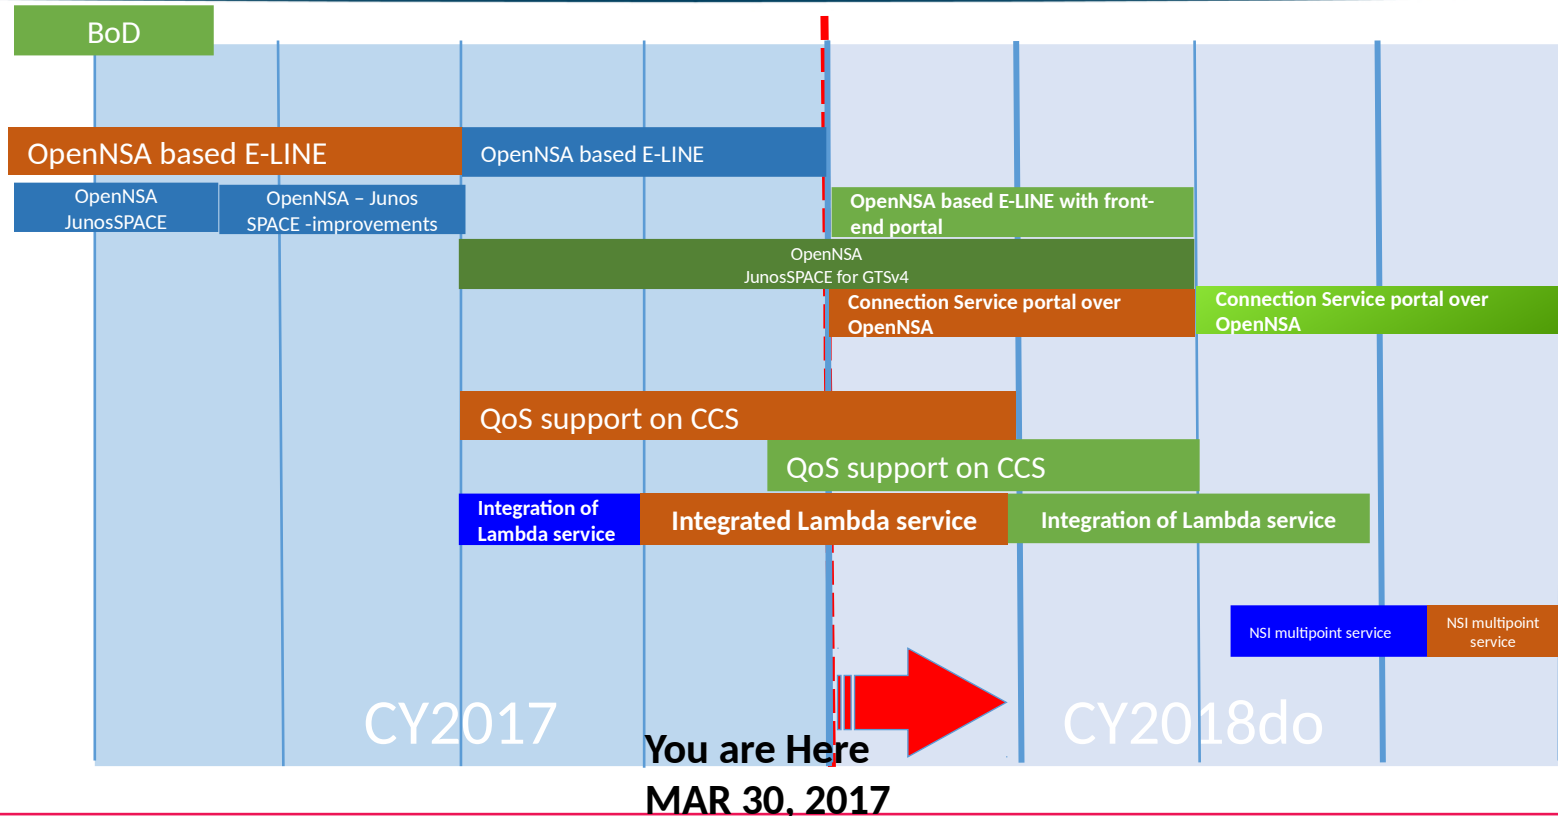 BoD
OpenNSA based E-LINE
OpenNSA based E-LINE
OpenNSA
JunosSPACE
OpenNSA – Junos
SPACE -improvements
OpenNSA based E-LINE with front-
end portal
OpenNSA
JunosSPACE for GTSv4
Connection Service portal over
OpenNSA
Connection Service portal over
OpenNSA
QoS support on CCS
QoS support on CCS
Integration of
Lambda service
Integrated Lambda service
Integration of Lambda service
NSI multipoint service
NSI multipoint
service
CY2017
CY2018do
You are Here
MAR 30, 2017